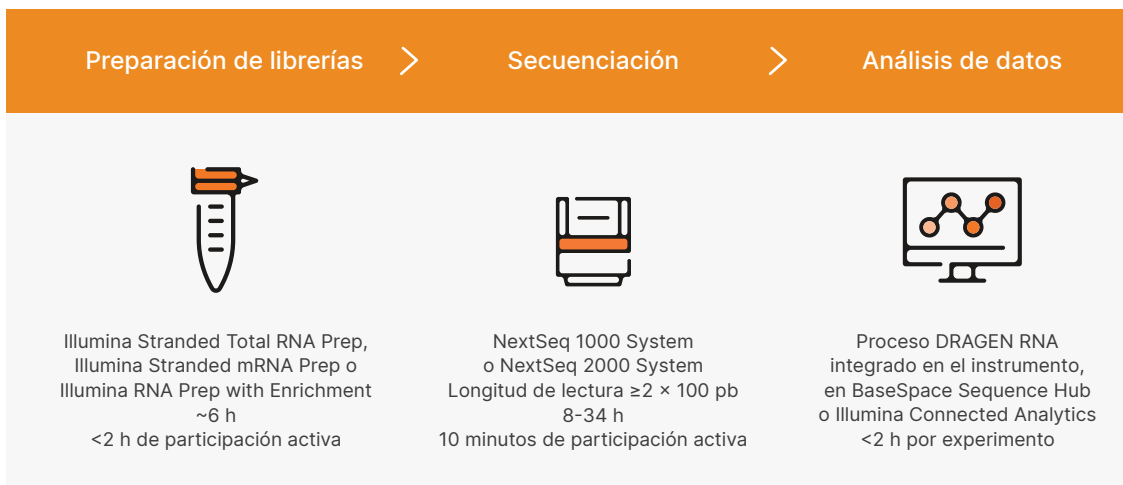 Preparación de librerías
Secuenciación
Análisis de datos
Illumina Stranded Total RNA Prep,
Illumina Stranded mRNA Prep o
Illumina RNA Prep with Enrichment
~6 h
<2 h de participación activa
NextSeq 1000 System
o NextSeq 2000 System
Longitud de lectura ≥2 × 100 pb
8-34 h
10 minutos de participación activa
Proceso DRAGEN RNA
integrado en el instrumento,
en BaseSpace Sequence Hub
o Illumina Connected Analytics
<2 h por experimento